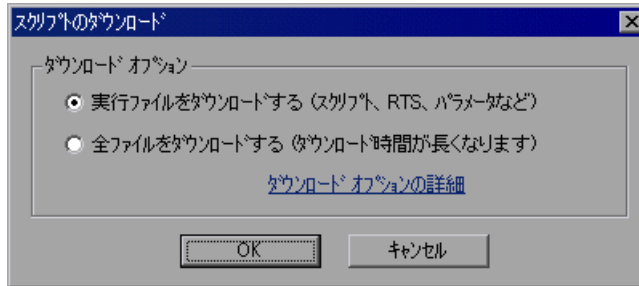 スクリプトのダウンロード
ダウンロード オプション
実行ファイルをダウンロードする (スクリプト、RTS、パラメータなど)
全ファイルをダウンロードする (ダウンロード時間が長くなります)
ダウンロード オプションの詳細
OK
キャンセル